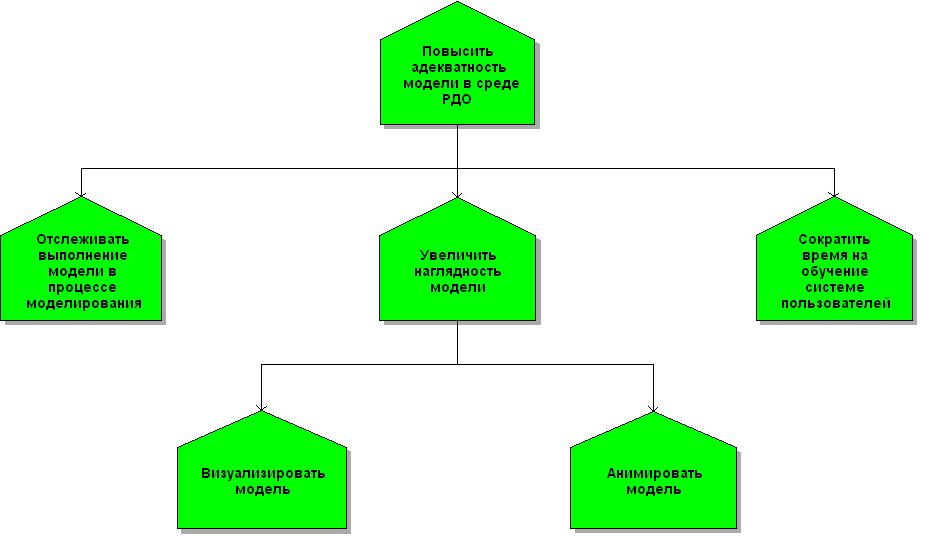 Повысить
адекватность
модели в среде
РДО
Отслеживать
выполнение
модели в
процессе
моделирования
Увеличить
наглядность
модели
Сократить
время на
обучение
системе
пользователей
Визуализировать
модель
Анимировать
модель